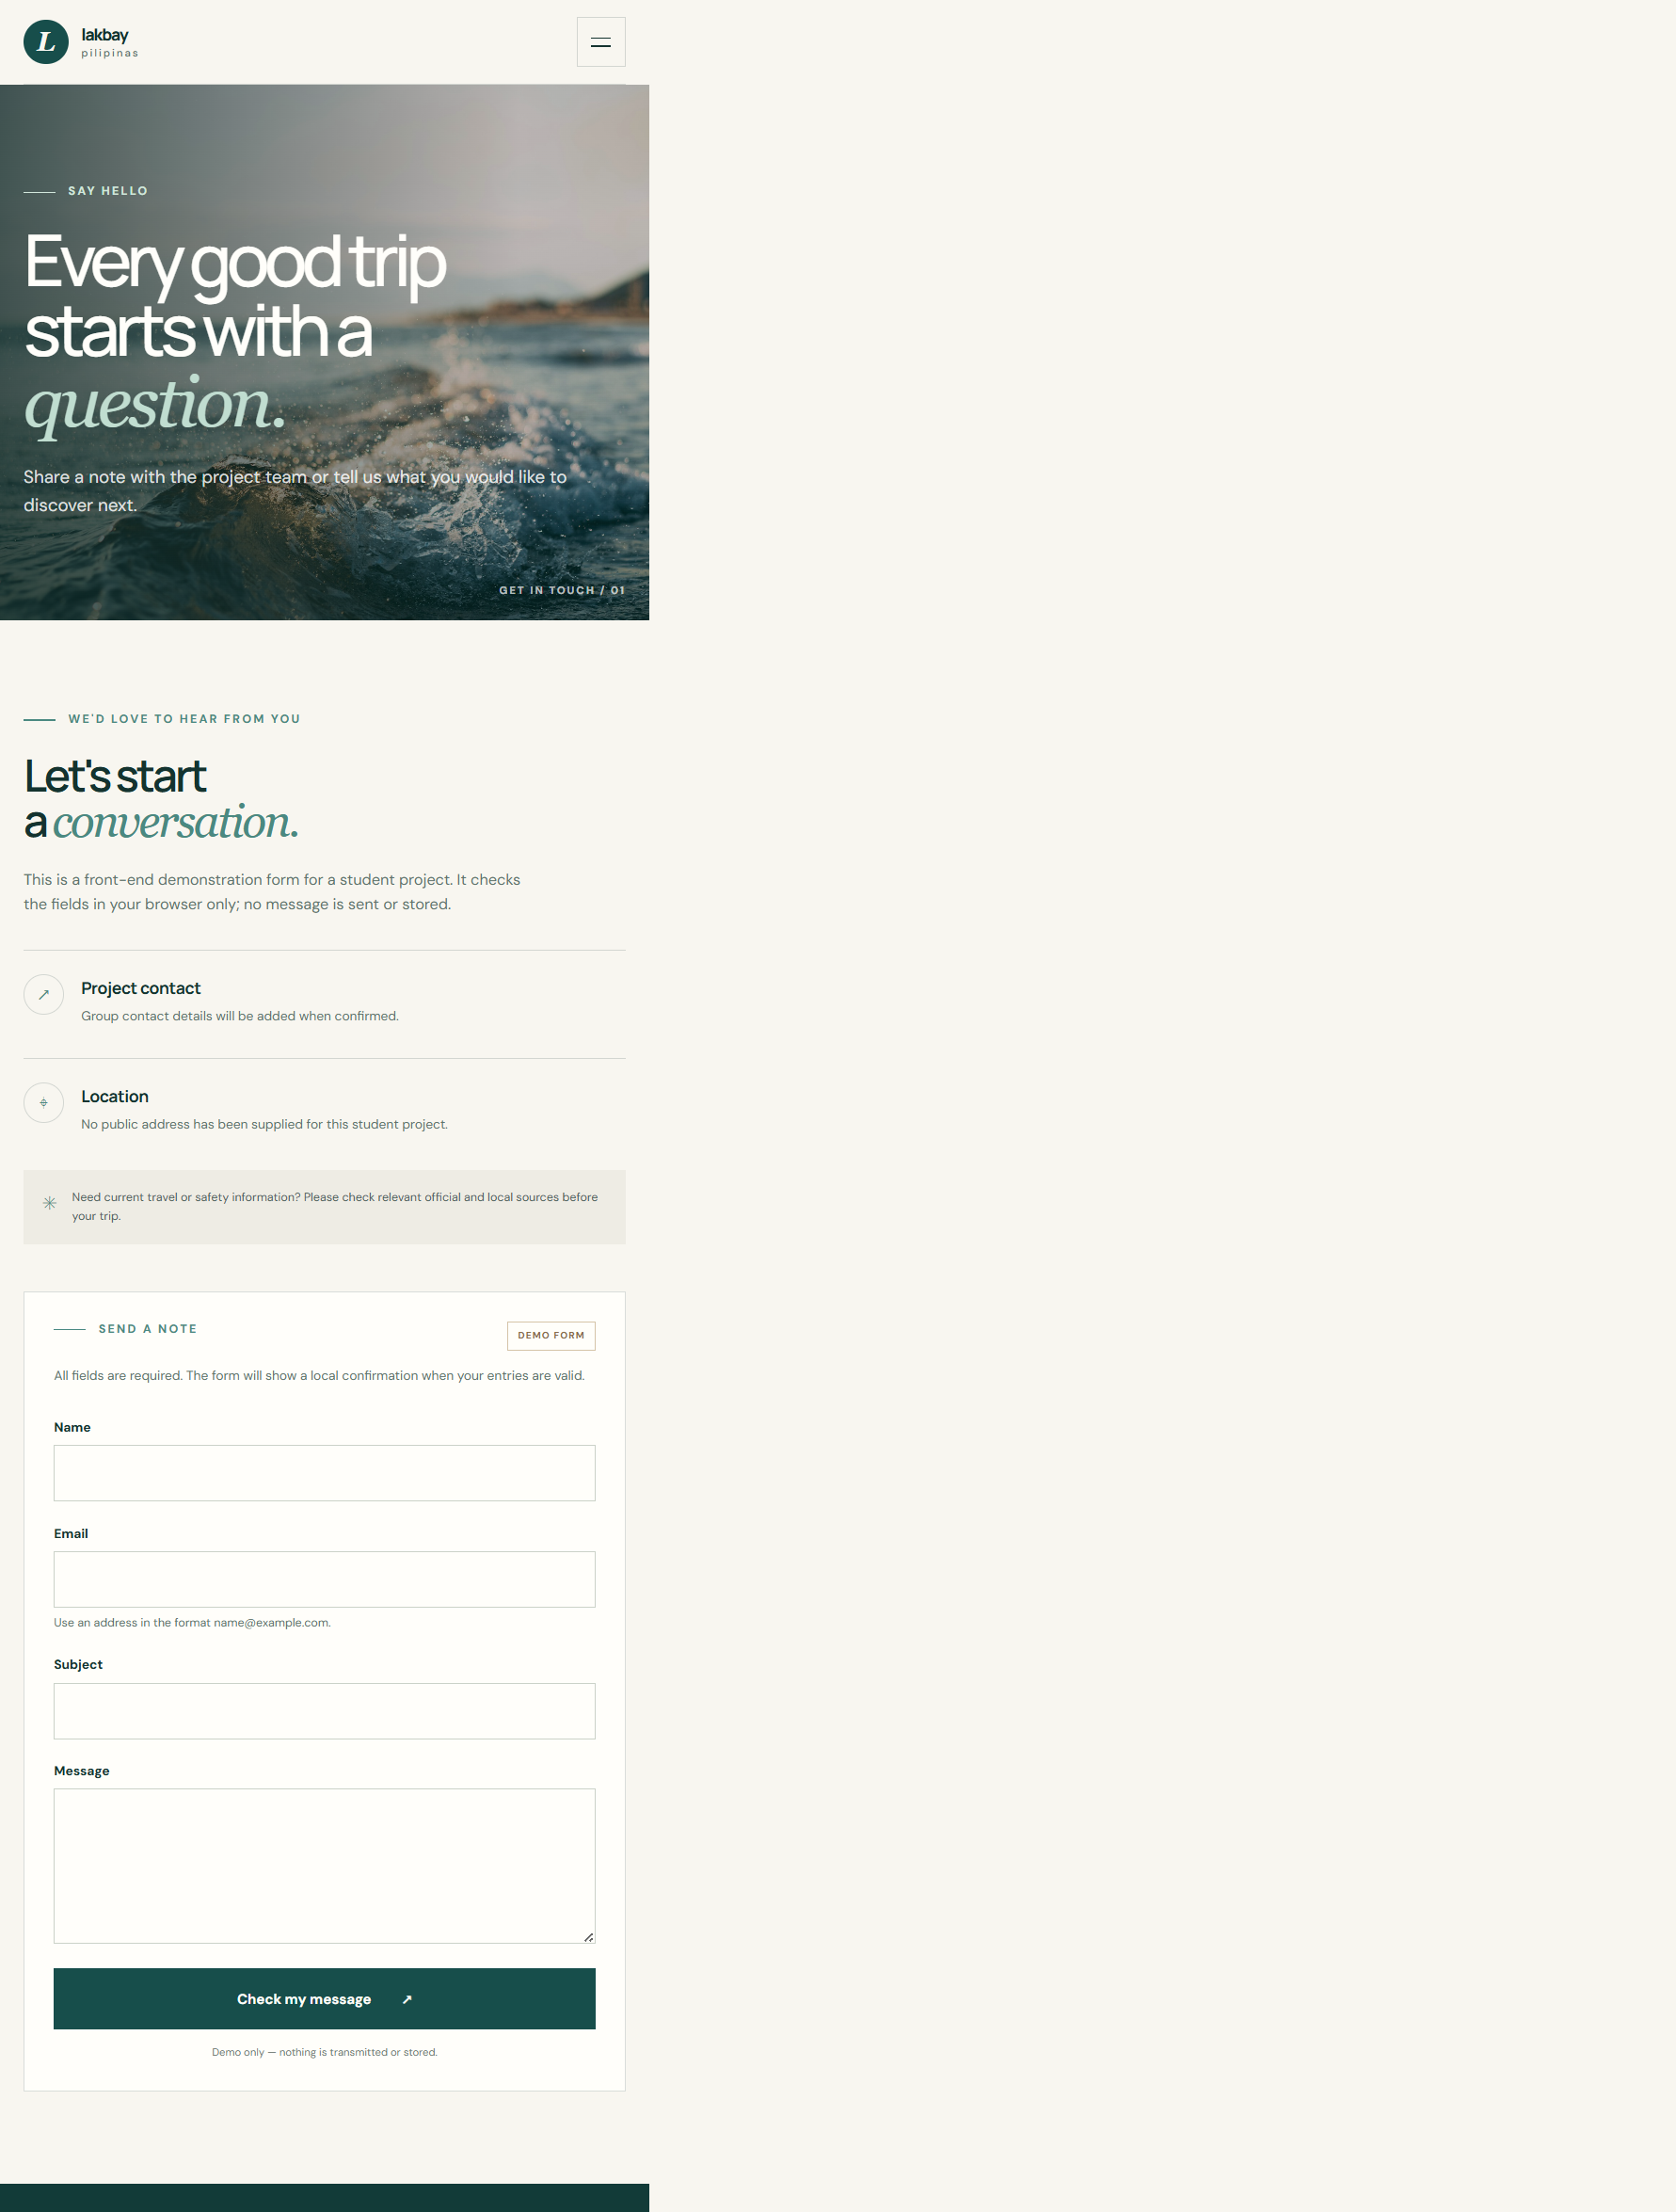 L
lakbay
pilipinas
SAY HELLO
Every good trip
starts with a
question.
Share a note with the project team or tell us what you would like to
discover next.
GET IN TOUCH / 01
WE'D LOVE TO HEAR FROM YOU
Let's start
a conversation.
This is a front-end demonstration form for a student project. It checks
the fields in your browser only; no message is sent or stored.
Project contact
Group contact details will be added when confirmed.
Location
No public address has been supplied for this student project.
Need current travel or safety information? Please check relevant official and local sources before
your trip.
SEND A NOTE
DEMO FORM
All fields are required. The form will show a local confirmation when your entries are valid.
Name
Email
Use an address in the format name@example.com.
Subject
Message
Check my message ↗
Demo only — nothing is transmitted or stored.